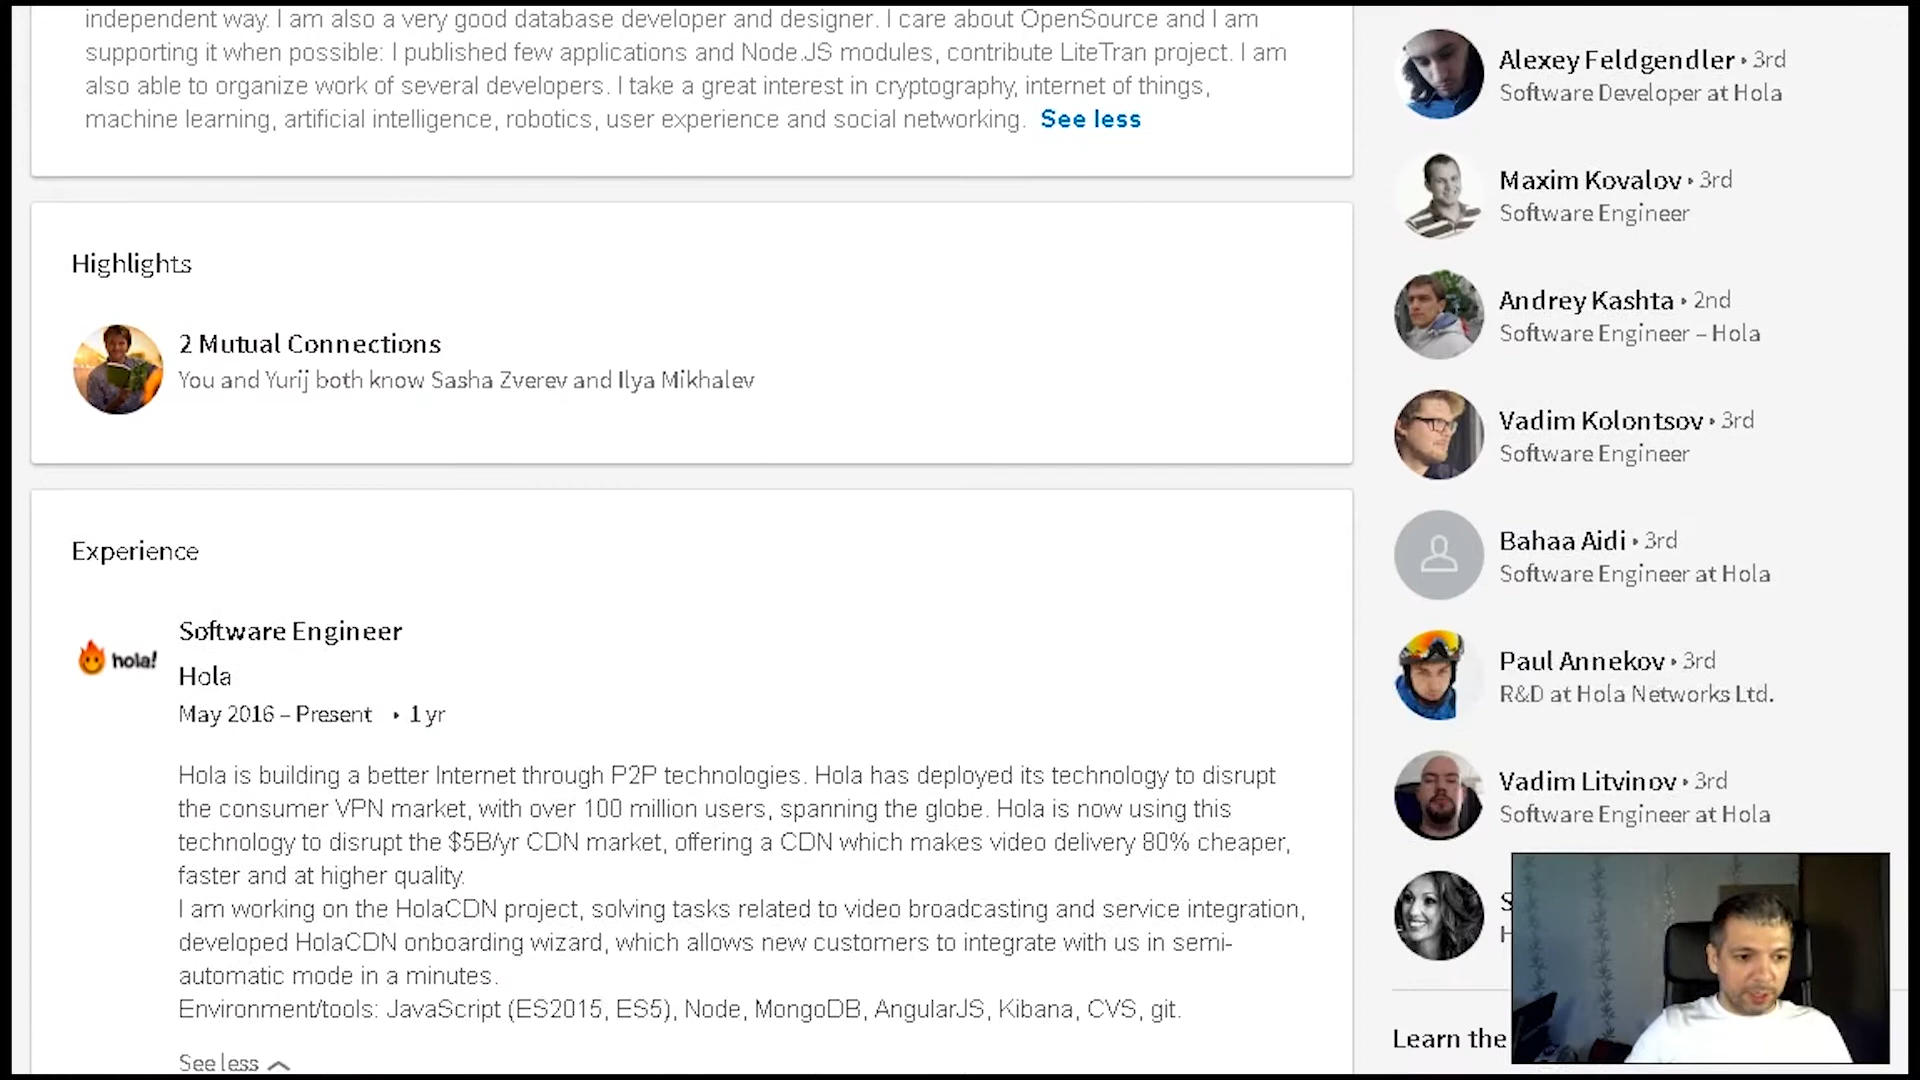 independent way. I am also a very good database developer and designer. I care about OpenSource and I am
supporting it when possible: I published few applications and Node.JS modules, contribute LiteTran project. I am
also able to organize work of several developers. I take a great interest in cryptography, internet of things,
machine learning, artificial intelligence, robotics, user experience and social networking. See less
Highlights
2 Mutual Connections
You and Yurij both know Sasha Zverev and Ilya Mikhalev
Experience
hola!
Software Engineer
Hola
May 2016 – Present • 1 yr
Hola is building a better Internet through P2P technologies. Hola has deployed its technology to disrupt
the consumer VPN market, with over 100 million users, spanning the globe. Hola is now using this
technology to disrupt the $5B/yr CDN market, offering a CDN which makes video delivery 80% cheaper,
faster and at higher quality.
I am working on the HolaCDN project, solving tasks related to video broadcasting and service integration,
developed HolaCDN onboarding wizard, which allows new customers to integrate with us in semi-
automatic mode in a minutes.
Environment/tools: JavaScript (ES2015, ES5), Node, MongoDB, AngularJS, Kibana, CVS, git.
See less
Alexey Feldgendler • 3rd
Software Developer at Hola
Maxim Kovalov • 3rd
Software Engineer
Andrey Kashta • 2nd
Software Engineer – Hola
Vadim Kolontsov • 3rd
Software Engineer
Bahaa Aidi • 3rd
Software Engineer at Hola
Paul Annekov • 3rd
R&D at Hola Networks Ltd.
Vadim Litvinov • 3rd
Software Engineer at Hola
Learn the